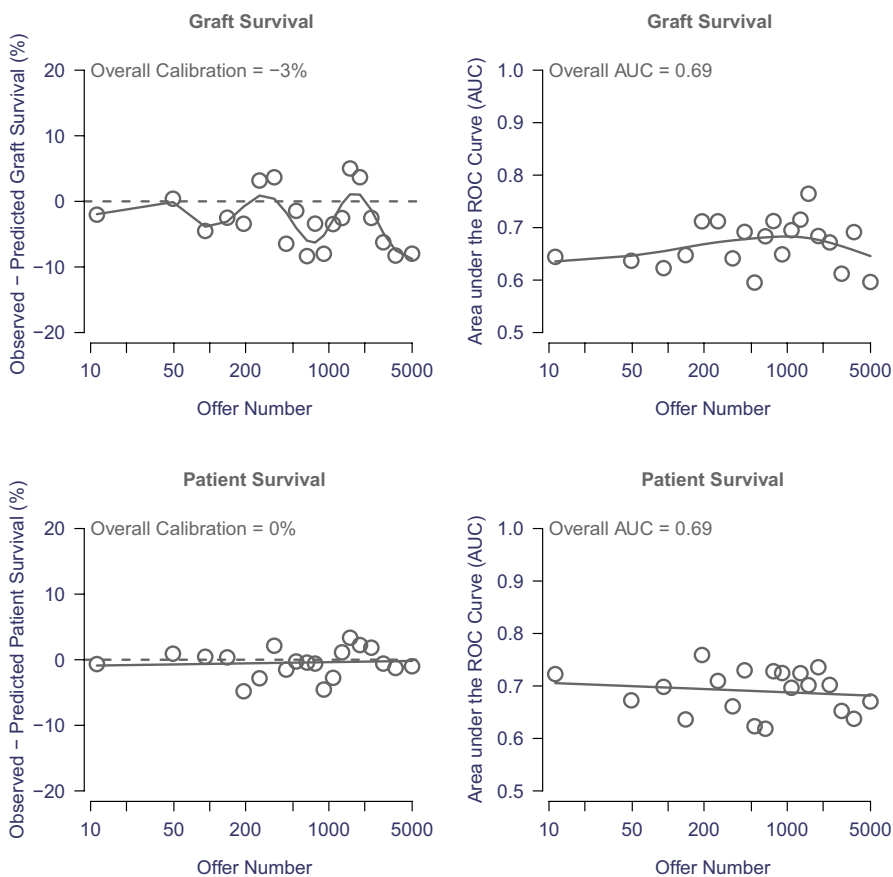 Graft Survival
Observed − Predicted Graft Survival (%)
Overall Calibration = −3%
20
10
0
−10
−20
10 50 200 1000 5000
Offer Number
Graft Survival
Area under the ROC Curve (AUC)
Overall AUC = 0.69
1.0
0.9
0.8
0.7
0.6
0.5
10 50 200 1000 5000
Offer Number
Patient Survival
Observed − Predicted Patient Survival (%)
Overall Calibration = 0%
20
10
0
−10
−20
10 50 200 1000 5000
Offer Number
Patient Survival
Area under the ROC Curve (AUC)
Overall AUC = 0.69
1.0
0.9
0.8
0.7
0.6
0.5
10 50 200 1000 5000
Offer Number